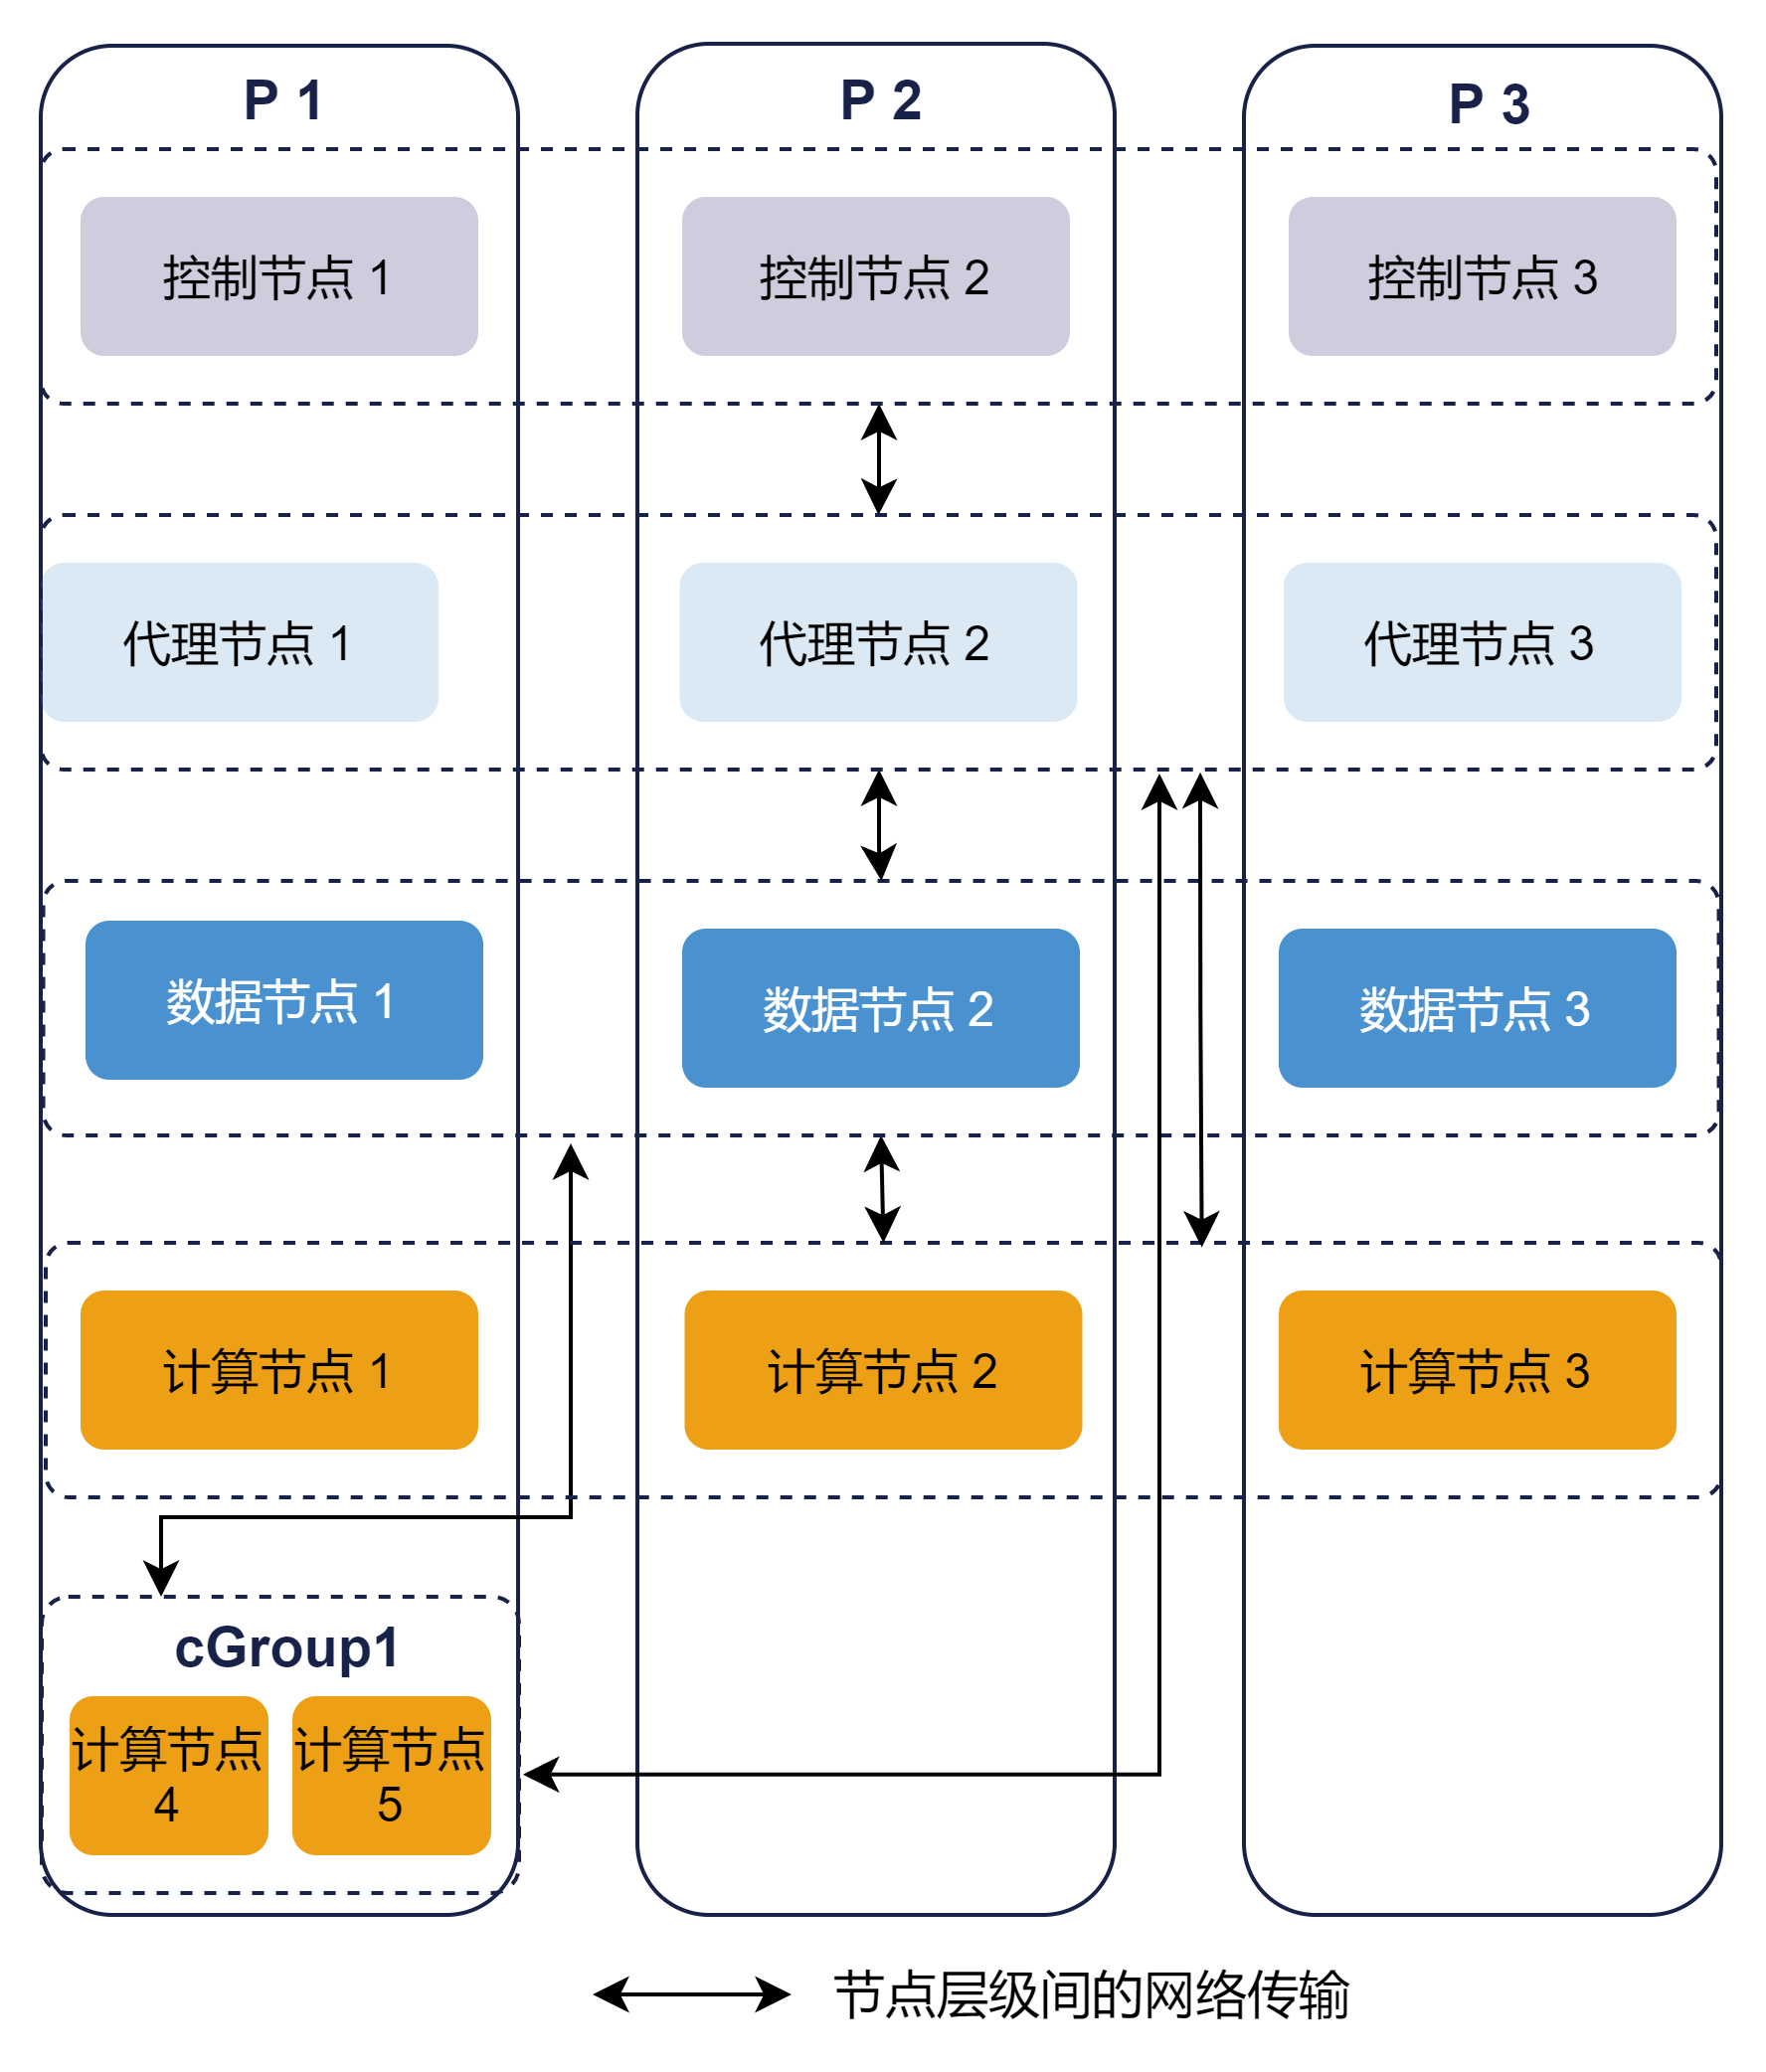 P 1
P 2
P 3
控制节点 1
控制节点 2
控制节点 3
代理节点 1
代理节点 2
代理节点 3
数据节点 1
数据节点 2
数据节点 3
计算节点 1
计算节点 2
计算节点 3
cGroup1
计算节点
4
计算节点
5
节点层级间的网络传输